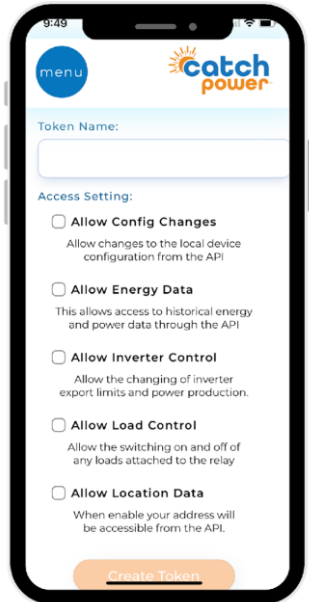 9:49
menu
catch
power
Token Name:
Access Setting:
Allow Config Changes
Allow changes to the local device
configuration from the API
Allow Energy Data
This allows access to historical energy
and power data through the API
Allow Inverter Control
Allow the changing of inverter
export limits and power production.
Allow Load Control
Allow the switching on and off of
any loads attached to the relay
Allow Location Data
When enable your address will
be accessible from the API.
Create Token